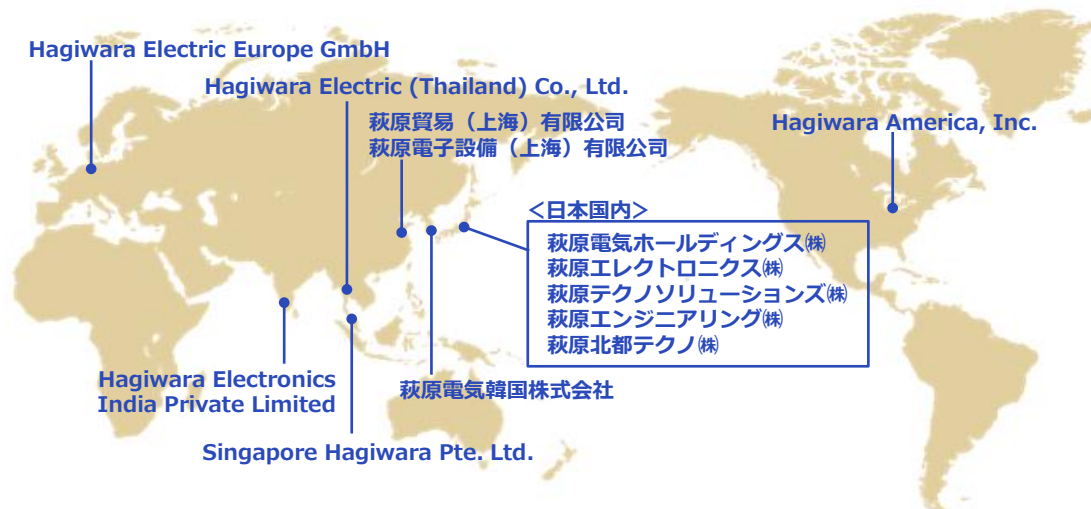 Hagiwara Electric Europe GmbH
Hagiwara Electric (Thailand) Co., Ltd.
萩原貿易（上海）有限公司
萩原電子設備（上海）有限公司
Hagiwara America, Inc.
＜日本国内＞
萩原電気ホールディングス㈱
萩原エレクトロニクス㈱
萩原テクノソリューションズ㈱
萩原エンジニアリング㈱
萩原北都テクノ㈱
Hagiwara Electronics
India Private Limited
萩原電気韓国株式会社
Singapore Hagiwara Pte. Ltd.